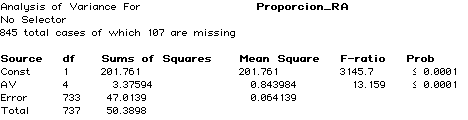 Analysis of Variance For Proporcion_RA
No Selector
845 total cases of which 107 are missing
Source df Sums of Squares Mean Square F-ratio Prob
Const 1 201.761 201.761 3145.7 ≤ 0.0001
AV 4 3.37594 0.843984 13.159 ≤ 0.0001
Error 733 47.0139 0.064139
Total 737 50.3898